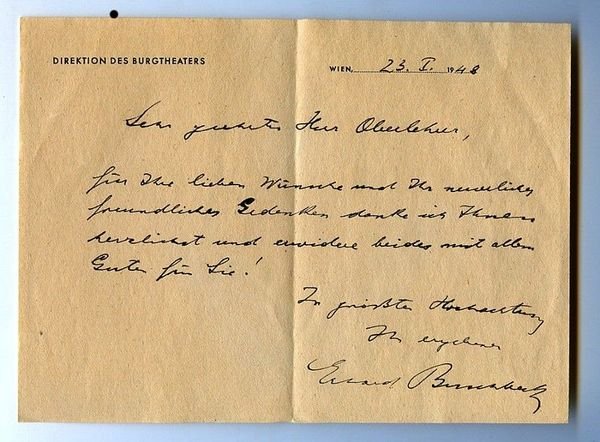 DIREKTION DES BURGTHEATERS
WIEN, 23. I. 1948
Sehr geehrter Herr Oberlehrer,
für Ihre lieben Wünsche und Ihr neuerliches
freundliches Gedenken danke ich Ihnen
herzlichst und erwidere beides mit allem
Guten für Sie!
In größter Hochachtung
Ihr ergebener
Erhard Buschbeck